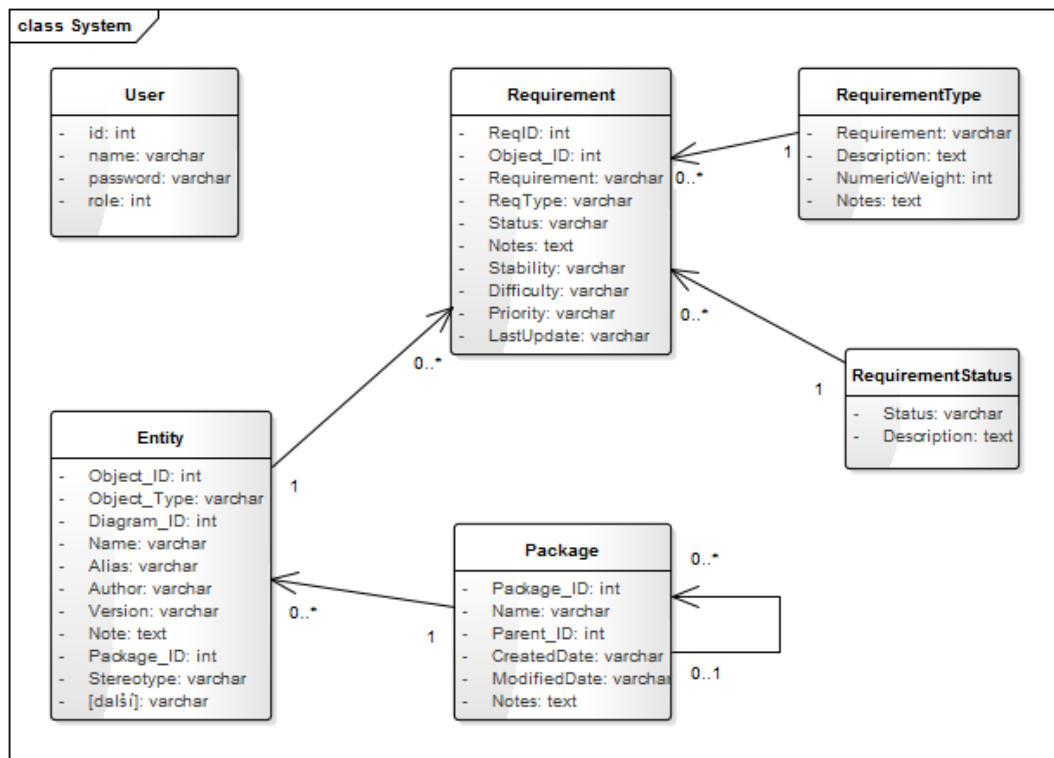 class System
User
- id: int
- name: varchar
- password: varchar
- role: int
Requirement
- ReqID: int
- Object_ID: int
- Requirement: varchar
- ReqType: varchar
- Status: varchar
- Notes: text
- Stability: varchar
- Difficulty: varchar
- Priority: varchar
- LastUpdate: varchar
RequirementType
- Requirement: varchar
- Description: text
- NumericWeight: int
- Notes: text
1
0..*
0..*
1
RequirementStatus
- Status: varchar
- Description: text
0..*
1
Entity
- Object_ID: int
- Object_Type: varchar
- Diagram_ID: int
- Name: varchar
- Alias: varchar
- Author: varchar
- Version: varchar
- Note: text
- Package_ID: int
- Stereotype: varchar
- [další]: varchar
0..*
1
Package
- Package_ID: int
- Name: varchar
- Parent_ID: int
- CreatedDate: varchar
- ModifiedDate: varchar
- Notes: text
0..*
0..1